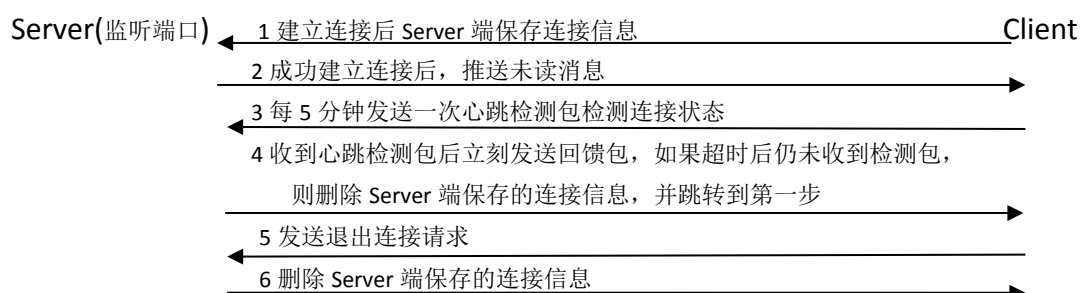 Server(监听端口) 1 建立连接后 Server 端保存连接信息 Client
2 成功建立连接后，推送未读消息
3 每 5 分钟发送一次心跳检测包检测连接状态
4 收到心跳检测包后立刻发送回馈包，如果超时后仍未收到检测包，
则删除 Server 端保存的连接信息，并跳转到第一步
5 发送退出连接请求
6 删除 Server 端保存的连接信息